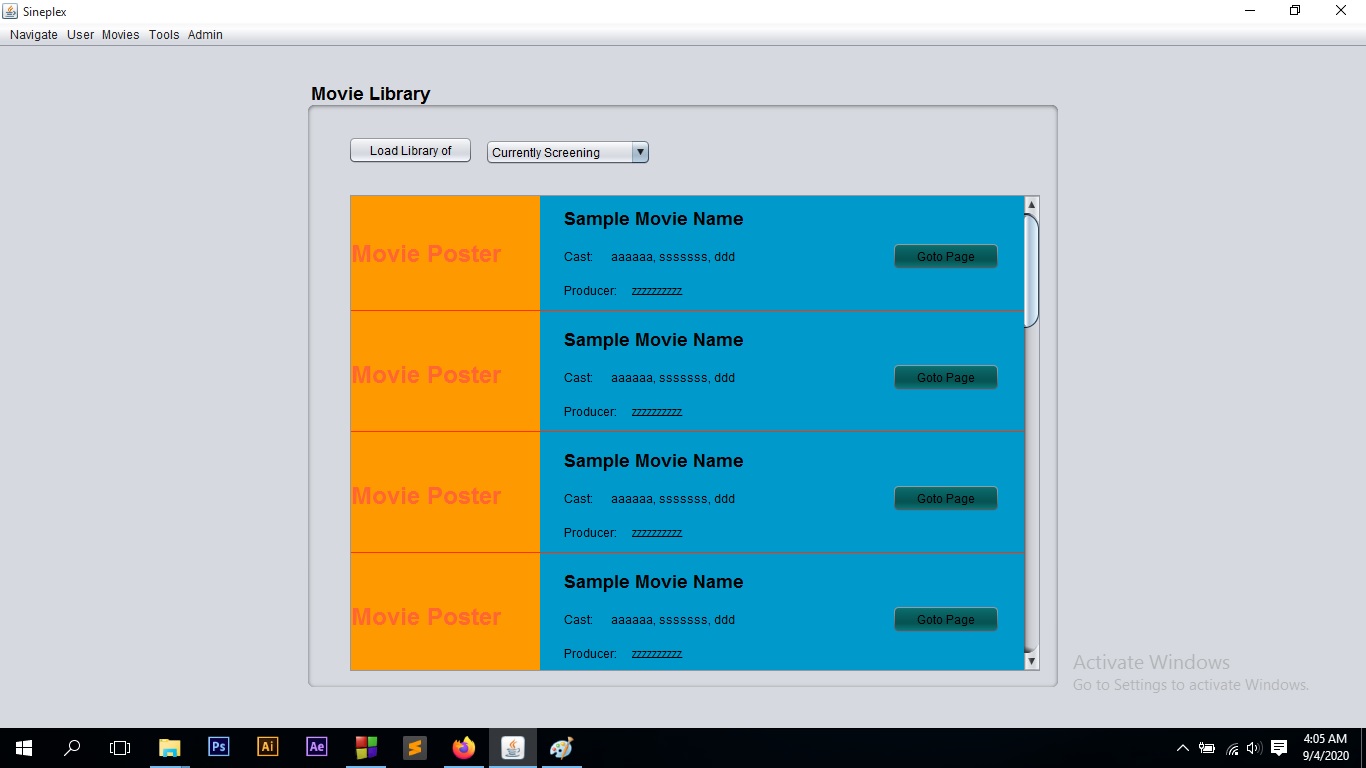 Sineplex
Navigate User Movies Tools Admin
Movie Library
Load Library of
Currently Screening
Movie Poster
Sample Movie Name
Cast: aaaaaa, sssssss, ddd
Goto Page
Producer: zzzzzzzzzz
Movie Poster
Sample Movie Name
Cast: aaaaaa, sssssss, ddd
Goto Page
Producer: zzzzzzzzzz
Movie Poster
Sample Movie Name
Cast: aaaaaa, sssssss, ddd
Goto Page
Producer: zzzzzzzzzz
Movie Poster
Sample Movie Name
Cast: aaaaaa, sssssss, ddd
Goto Page
Producer: zzzzzzzzzz
Activate Windows
Go to Settings to activate Windows.
Ps Ai Ae
4:05 AM
9/4/2020